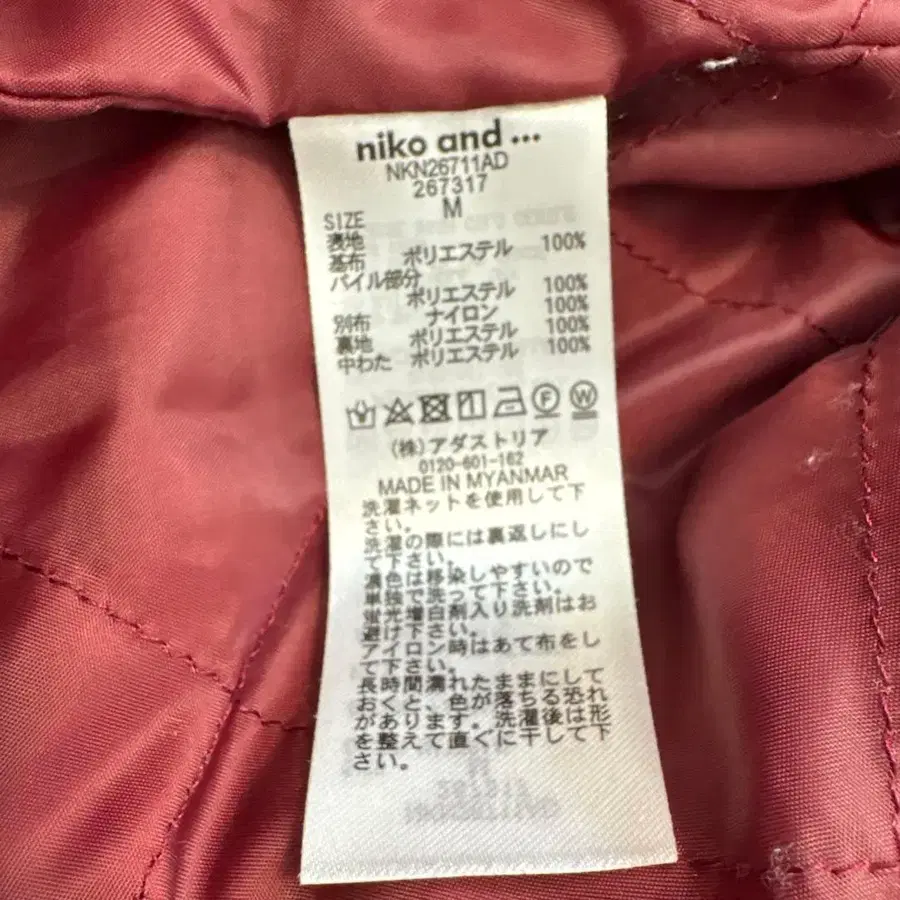 niko and ...
NKN26711AD
267317
SIZE M
表地
基布 ポリエステル 100%
パイル部分
ポリエステル 100%
別布 ナイロン 100%
裏地 ポリエステル 100%
中わた ポリエステル 100%
F W
(株)アダストリア
0120-601-162
MADE IN MYANMAR
洗濯ネットを使用して下
さい。
洗濯の際には裏返しにし
て下さい。
濃色は移染しやすいので
単独で洗って下さい。
蛍光増白剤入り洗剤はお
避け下さい。
アイロン時はあて布をし
て下さい。
長時間濡れたままにして
おくと、色が落ちる恐れ
があります。洗濯後は形
を整えて直ぐに干して下
さい。